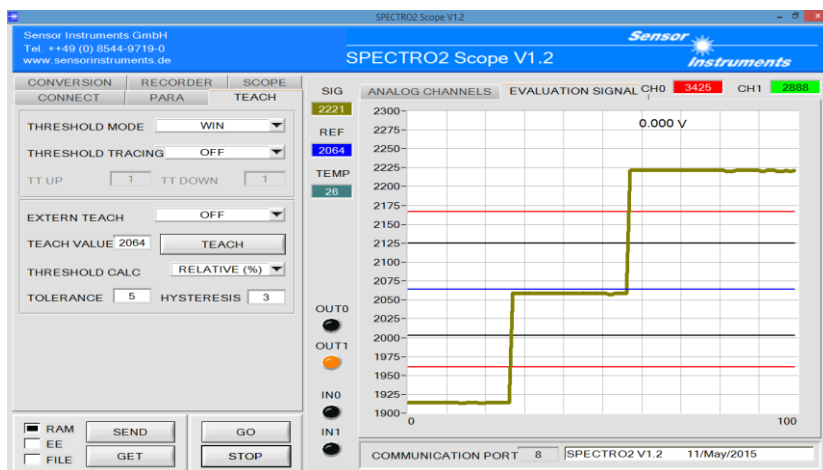 SPECTRO2 Scope V1.2
Sensor Instruments GmbH
Tel. ++49 (0) 8544-9719-0
www.sensorinstruments.de
SPECTRO2 Scope V1.2
Sensor
Instruments
CONVERSION RECORDER SCOPE
CONNECT PARA TEACH
THRESHOLD MODE WIN
THRESHOLD TRACING OFF
TT UP 1 TT DOWN 1
EXTERN TEACH OFF
TEACH VALUE 2064 TEACH
THRESHOLD CALC RELATIVE (%)
TOLERANCE 5 HYSTERESIS 3
RAM
EE
FILE
SEND GO
GET STOP
SIG
2221
REF
2064
TEMP
26
OUT0
OUT1
IN0
IN1
ANALOG CHANNELS EVALUATION SIGNAL CH0 3425 CH1 2888
0.000 V
2300
2275
2250
2225
2200
2175
2150
2125
2100
2075
2050
2025
2000
1975
1950
1925
1900
0 100
COMMUNICATION PORT 8 SPECTRO2 V1.2 11/May/2015